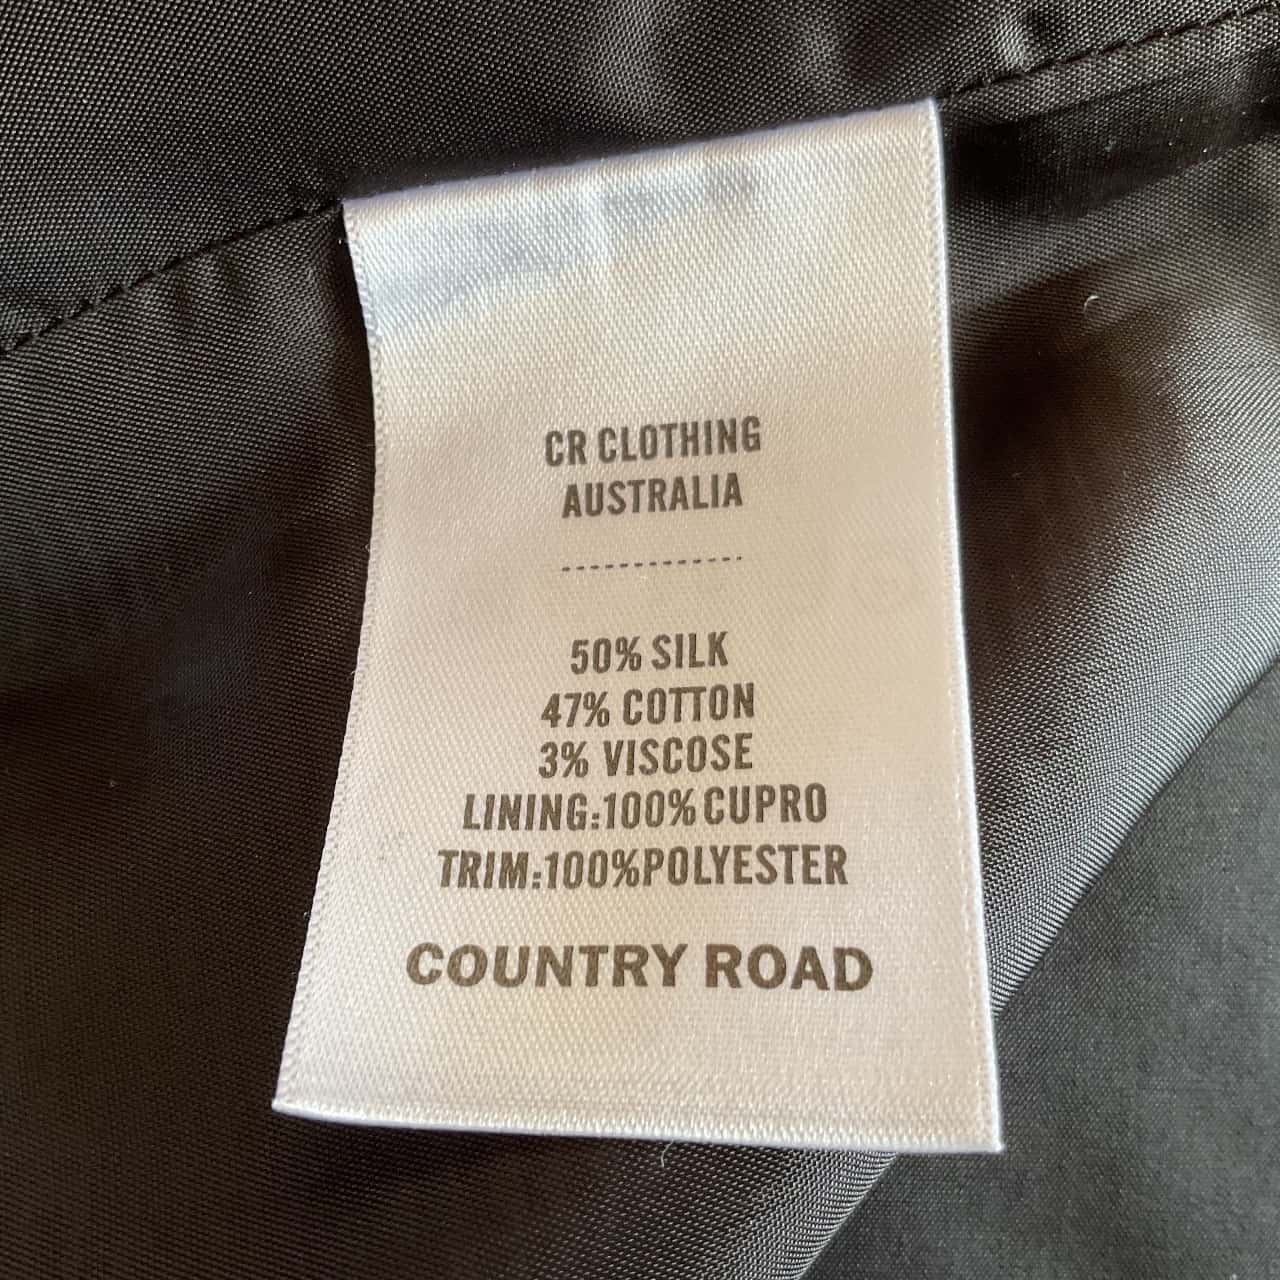 CR CLOTHING
AUSTRALIA
50% SILK
47% COTTON
3% VISCOSE
LINING:100%CUPRO
TRIM:100%POLYESTER
COUNTRY ROAD